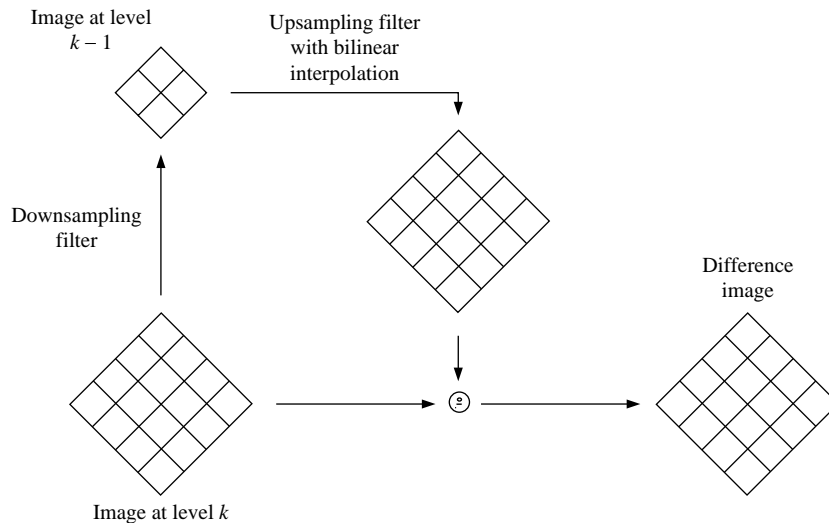 Image at level
k – 1
Upsampling filter
with bilinear
interpolation
Downsampling
filter
Difference
image
Image at level k